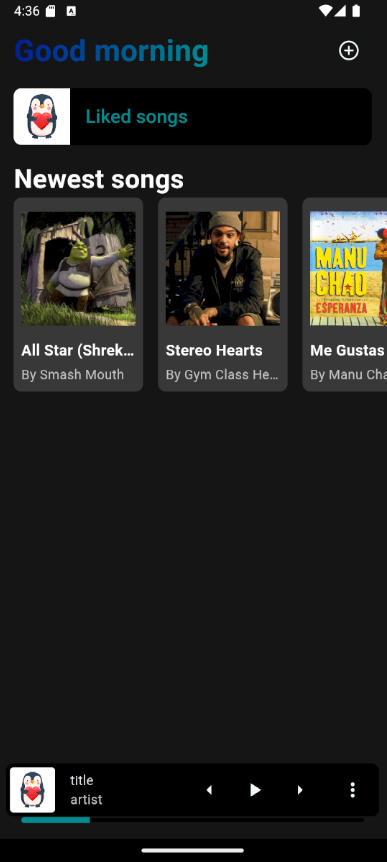 4:36
A
Good morning
Liked songs
Newest songs
MANU
CHAO
ESPERANZA
All Star (Shrek...
Stereo Hearts
Me Gustas
By Smash Mouth
By Gym Class He...
By Manu Cha
title
artist